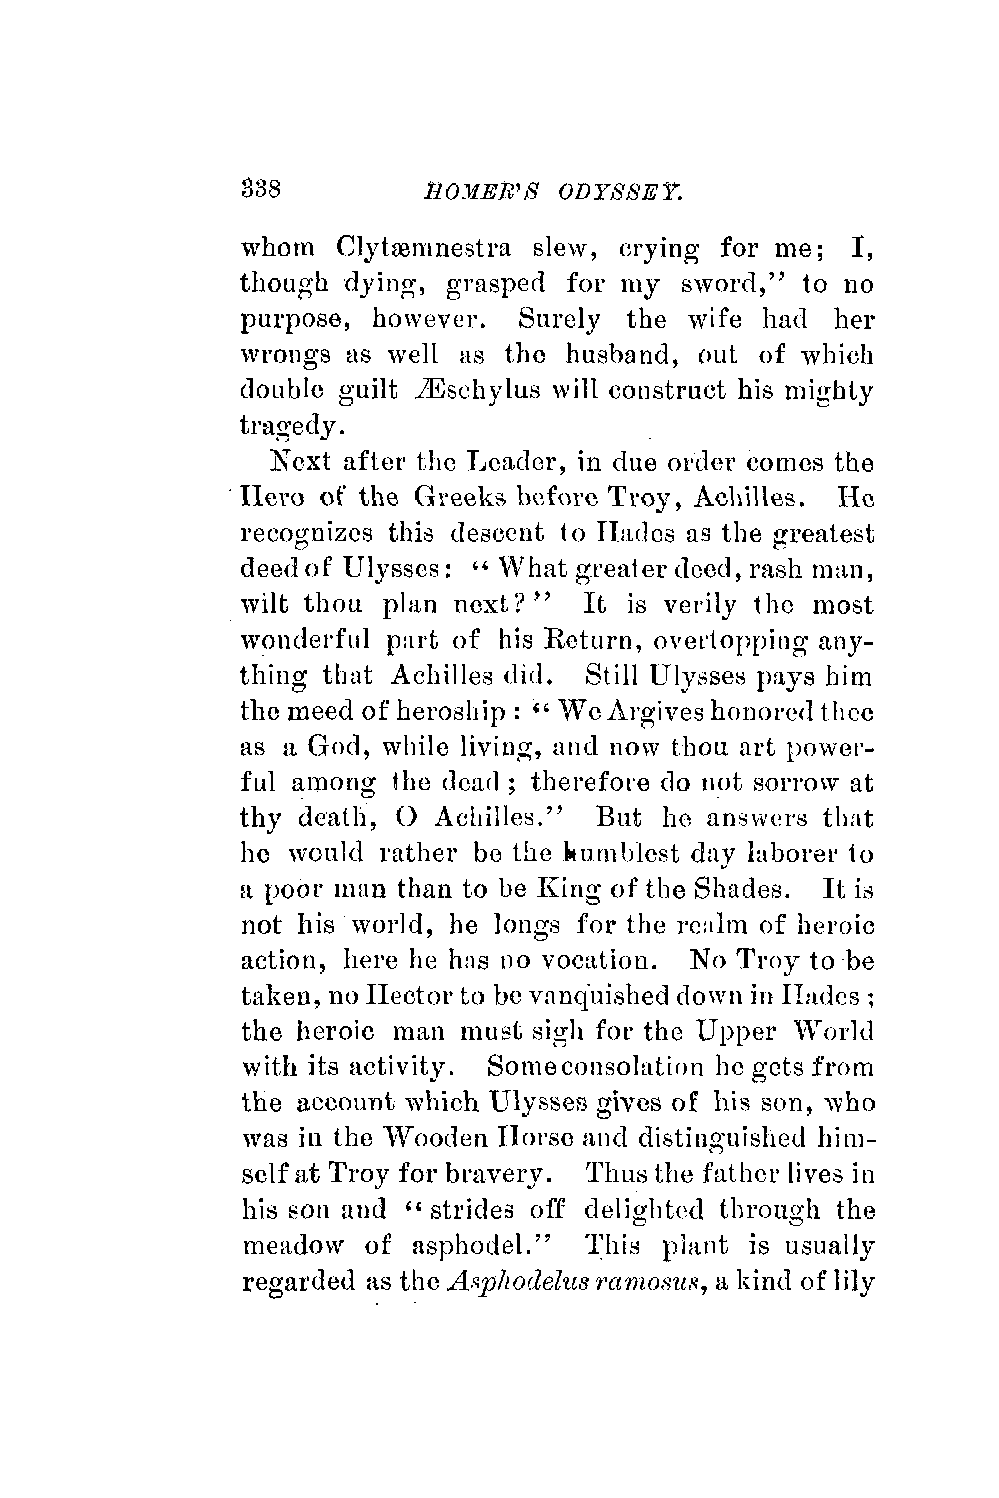 338 HOMER'S ODYSSEY.
whom Clytæmnestra slew, crying for me; I,
though dying, grasped for my sword," to no
purpose, however. Surely the wife had her
wrongs as well as the husband, out of which
double guilt Æschylus will construct his mighty
tragedy.
Next after the Leader, in due order comes the
Hero of the Greeks before Troy, Achilles. He
recognizes this descent to Hades as the greatest
deed of Ulysses: "What greater deed, rash man,
wilt thou plan next?" It is verily the most
wonderful part of his Return, overtopping any-
thing that Achilles did. Still Ulysses pays him
the meed of heroship: "We Argives honored thee
as a God, while living, and now thou art power-
ful among the dead; therefore do not sorrow at
thy death, O Achilles." But he answers that
he would rather be the humblest day laborer to
a poor man than to be King of the Shades. It is
not his world, he longs for the realm of heroic
action, here he has no vocation. No Troy to be
taken, no Hector to be vanquished down in Hades;
the heroic man must sigh for the Upper World
with its activity. Some consolation he gets from
the account which Ulysses gives of his son, who
was in the Wooden Horse and distinguished him-
self at Troy for bravery. Thus the father lives in
his son and "strides off delighted through the
meadow of asphodel." This plant is usually
regarded as the Asphodelus ramosus, a kind of lily